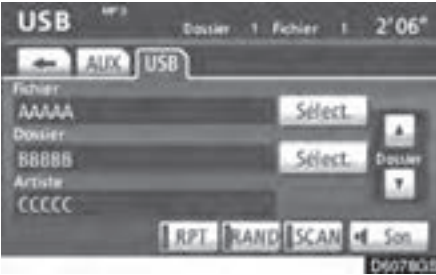 USB MP3 Dossier 1 Fichier 1 2'06"
AUX USB
Fichier
AAAAA Sélect.
Dossier
BBBBB Sélect. Dossier
Artiste
CCCCC
RPT RAND SCAN Son